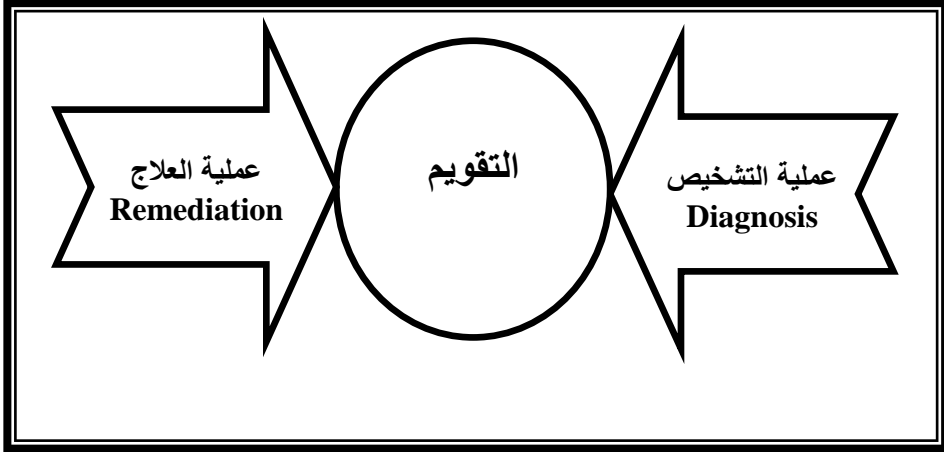 التقويم
عملية التشخيص
Diagnosis
عملية العلاج
Remediation